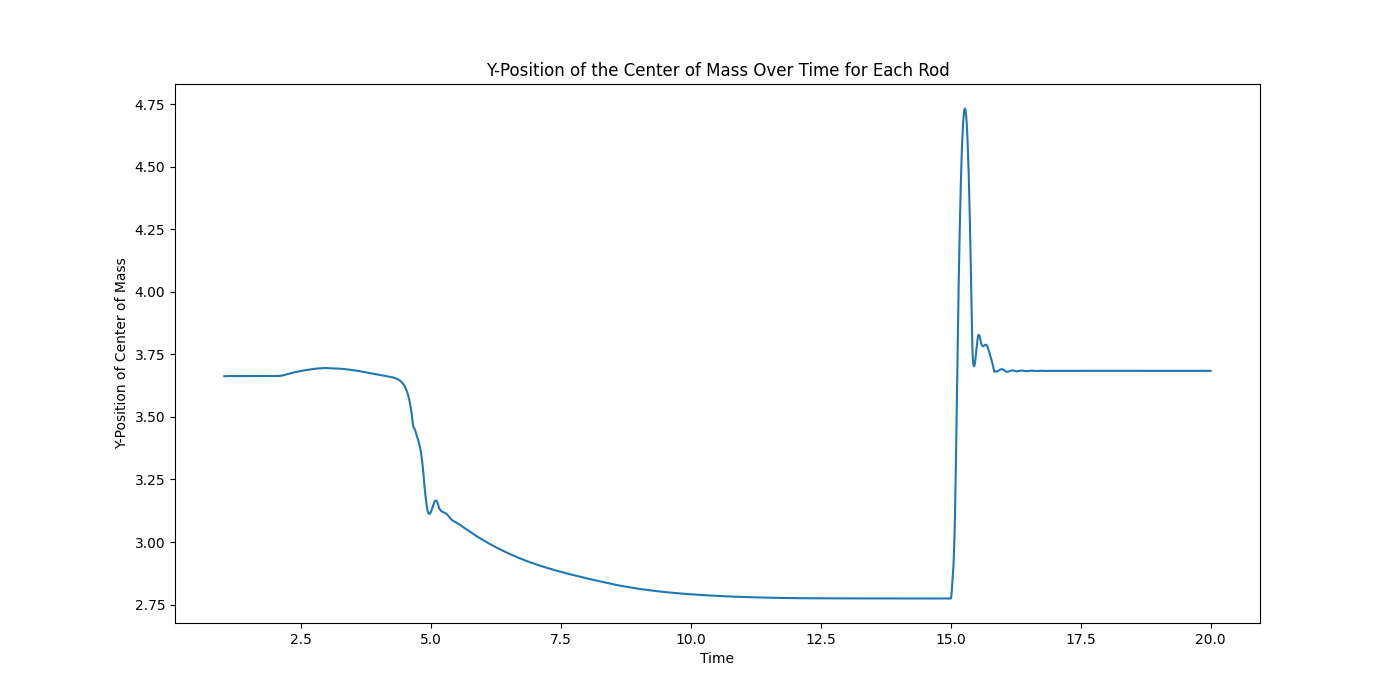 Y-Position of the Center of Mass Over Time for Each Rod
Y-Position of Center of Mass
4.75
4.50
4.25
4.00
3.75
3.50
3.25
3.00
2.75
2.5 5.0 7.5 10.0 12.5 15.0 17.5 20.0
Time